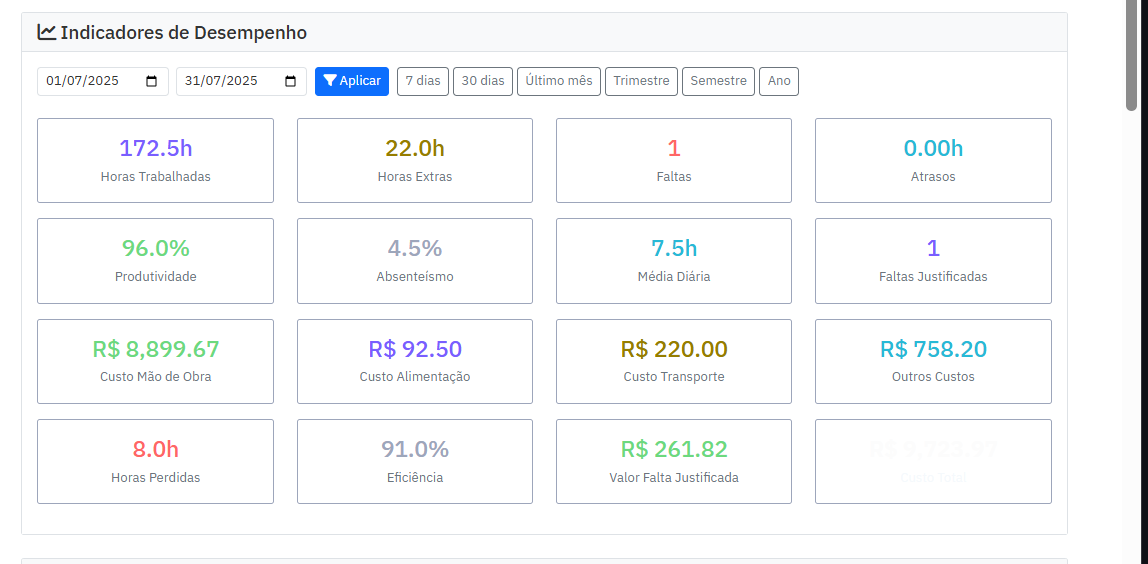 Indicadores de Desempenho
01/07/2025 31/07/2025 Aplicar 7 dias 30 dias Último mês Trimestre Semestre Ano
172.5h 22.0h 1 0.00h
Horas Trabalhadas Horas Extras Faltas Atrasos
96.0% 4.5% 7.5h 1
Produtividade Absenteísmo Média Diária Faltas Justificadas
R$ 8,899.67 R$ 92.50 R$ 220.00 R$ 758.20
Custo Mão de Obra Custo Alimentação Custo Transporte Outros Custos
8.0h 91.0% R$ 261.82
Horas Perdidas Eficiência Valor Falta Justificada Custo Total